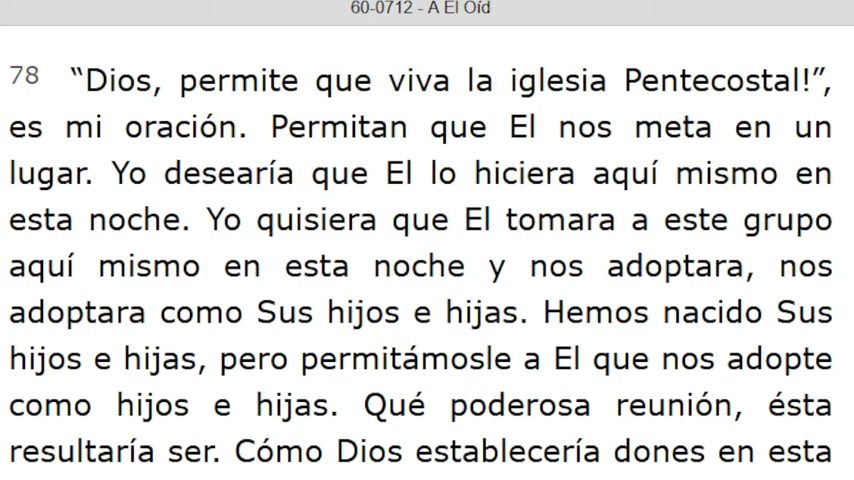 60-0712 - A El Oíd
78 “Dios, permite que viva la iglesia Pentecostal!”,
es mi oración. Permitan que El nos meta en un
lugar. Yo desearía que El lo hiciera aquí mismo en
esta noche. Yo quisiera que El tomara a este grupo
aquí mismo en esta noche y nos adoptara, nos
adoptara como Sus hijos e hijas. Hemos nacido Sus
hijos e hijas, pero permitámosle a El que nos adopte
como hijos e hijas. Qué poderosa reunión, ésta
resultaría ser. Cómo Dios establecería dones en esta